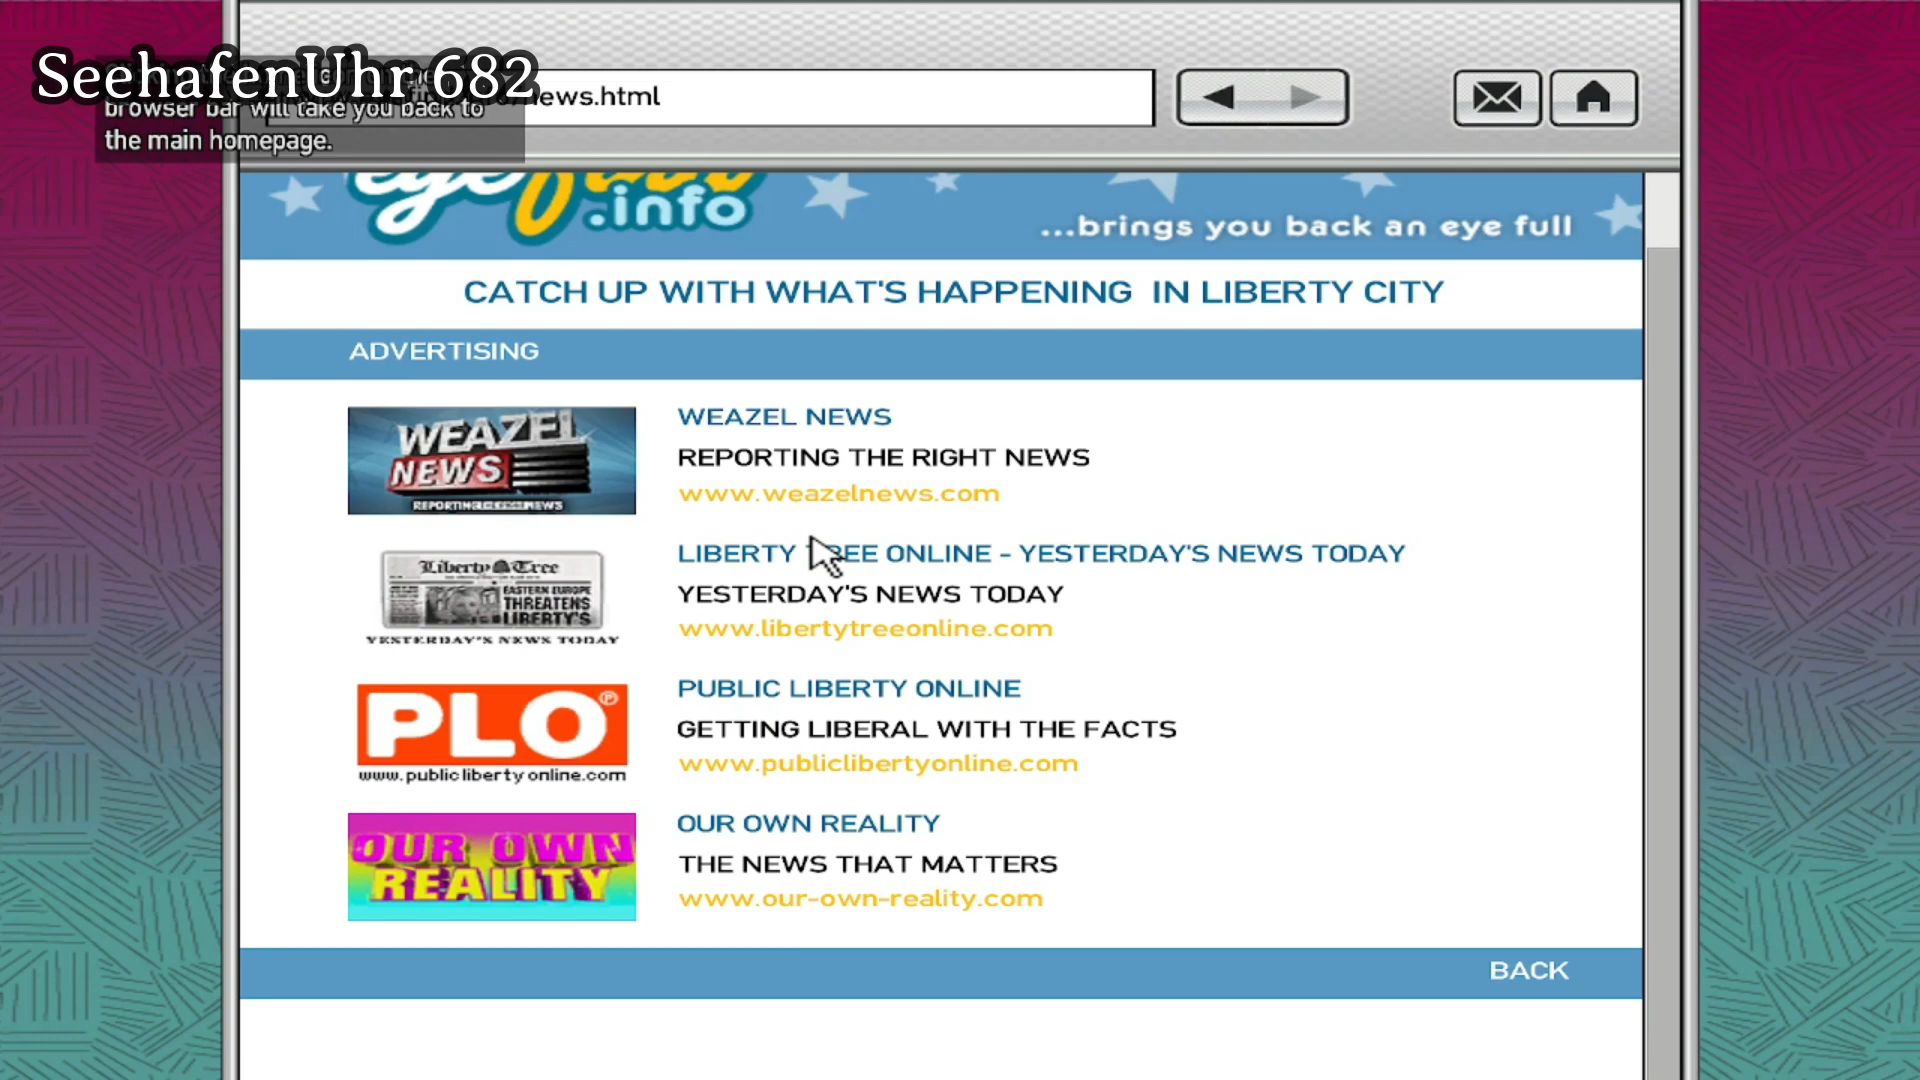 SeehafenUhr 682
browser bar will take you back to
the main homepage.
news.html
eyefind
.info
...brings you back an eye full
CATCH UP WITH WHAT'S HAPPENING IN LIBERTY CITY
ADVERTISING
WEAZEL
NEWS
WEAZEL NEWS
REPORTING THE RIGHT NEWS
www.weazelnews.com
Liberty Tree
EASTERN EUROPE
THREATENS
LIBERTY'S
YESTERDAY'S NEWS TODAY
LIBERTY TREE ONLINE - YESTERDAY'S NEWS TODAY
YESTERDAY'S NEWS TODAY
www.libertytreeonline.com
PLO
www.publiclibertyonline.com
PUBLIC LIBERTY ONLINE
GETTING LIBERAL WITH THE FACTS
www.publiclibertyonline.com
OUR OWN
REALITY
OUR OWN REALITY
THE NEWS THAT MATTERS
www.our-own-reality.com
BACK